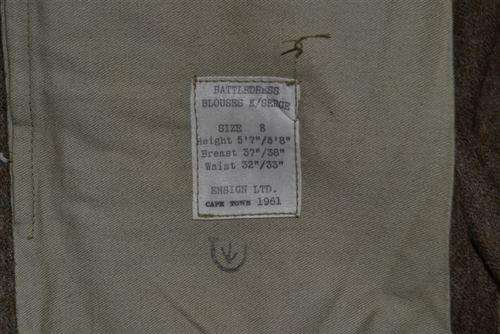 BATTLEDRESS
BLOUSES K/SERGE
SIZE 8
Height 5'7"/5'8"
Breast 37"/38"
Waist 32"/33"
ENSIGN LTD.
CAPE TOWN 1961